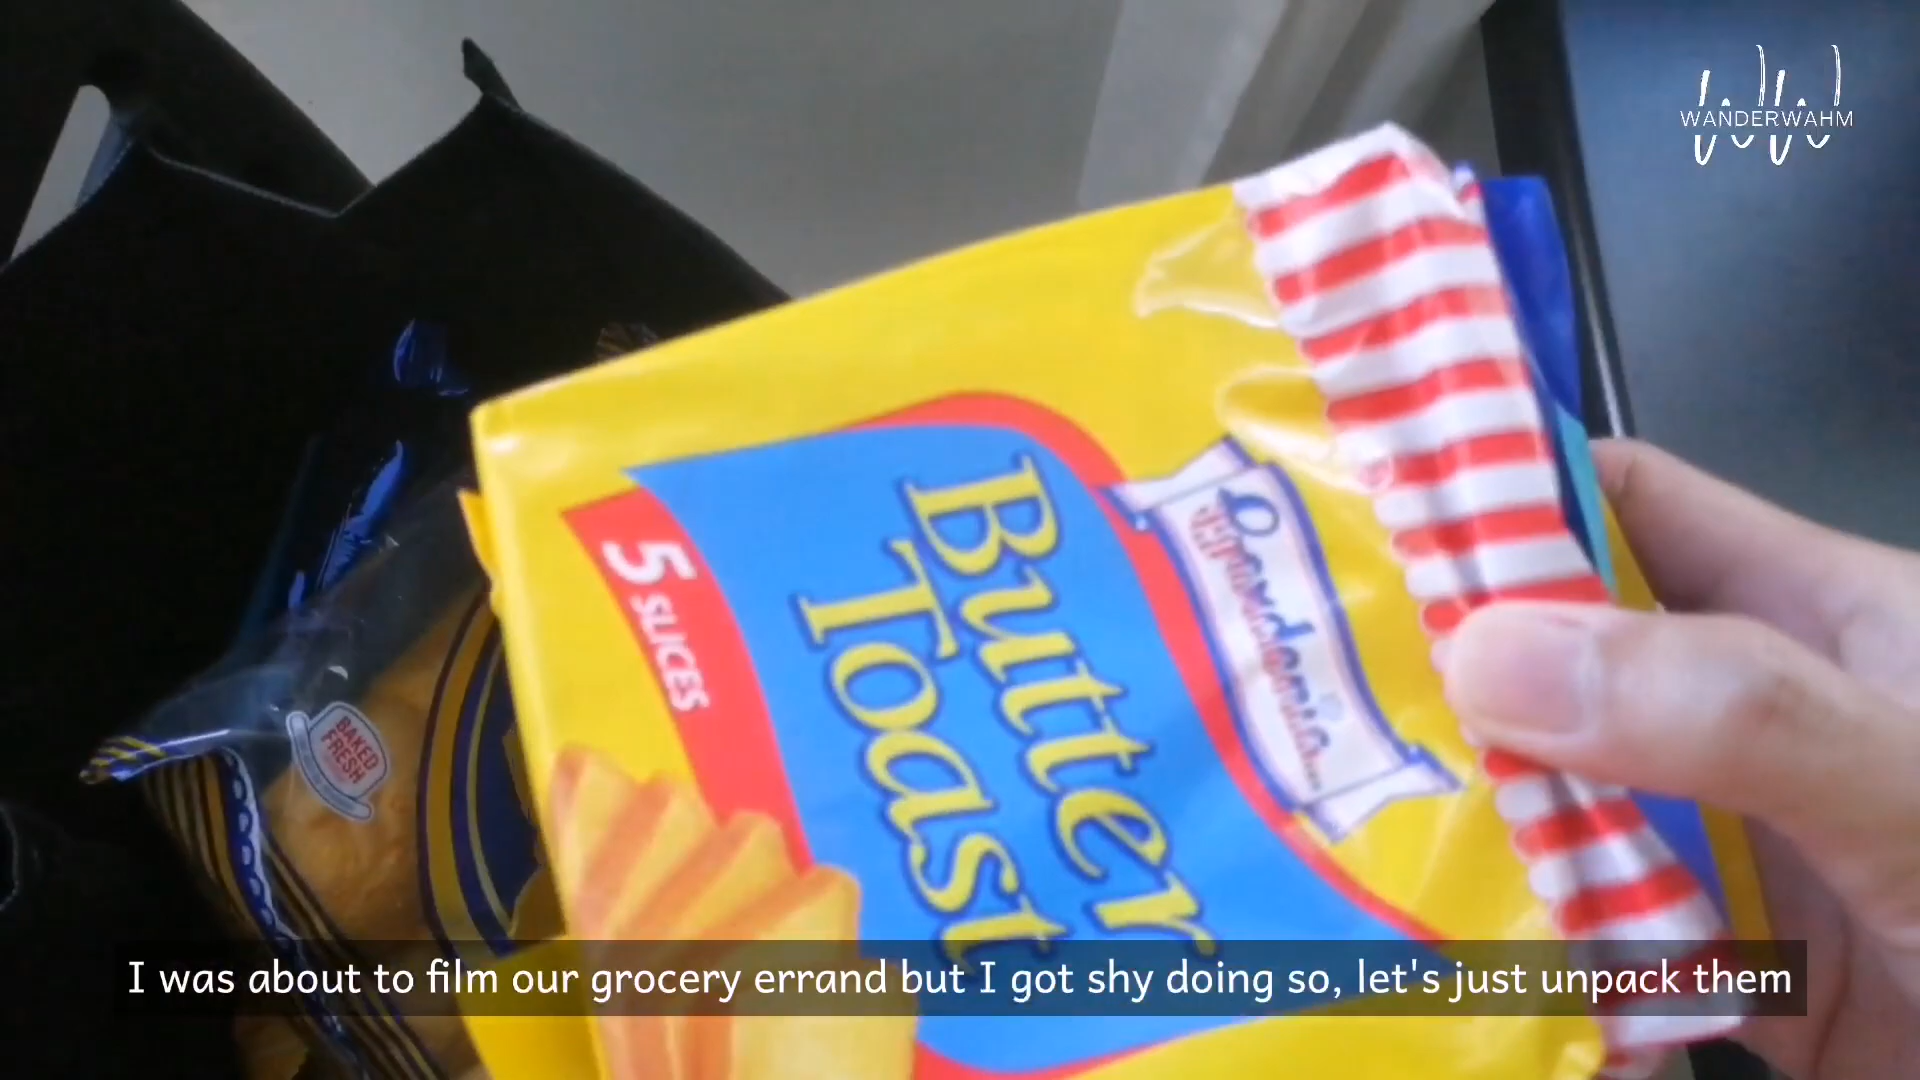 WANDERWAHM
Gardenia
Butter
Toast
5 SLICES
BAKED
FRESH
I was about to film our grocery errand but I got shy doing so, let's just unpack them